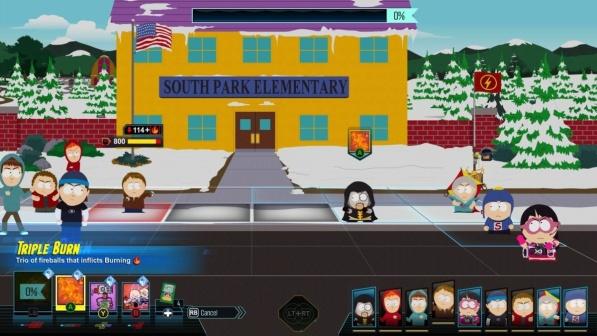 0%
SOUTH PARK ELEMENTARY
114+
800
A
S
TRIPLE BURN
Trio of fireballs that inflicts Burning
0%
A
Y
RB Cancel
LT+RT